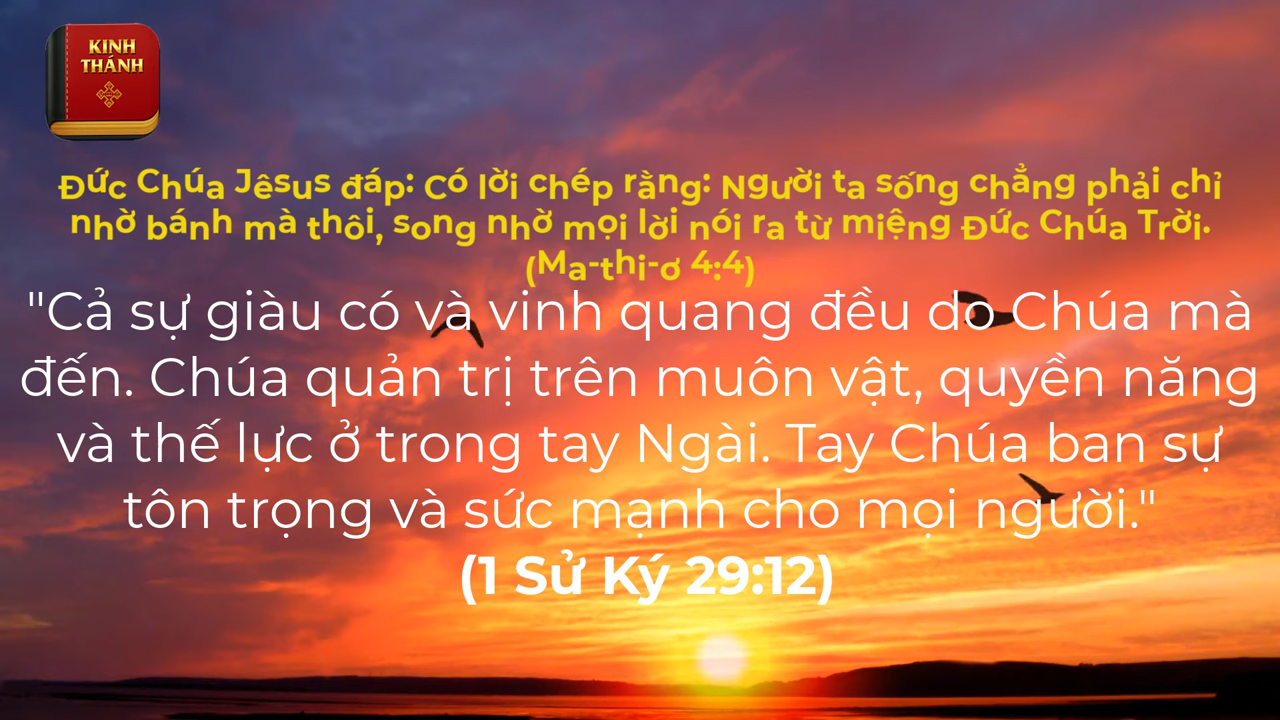 KINH
THÁNH
Đức Chúa Jêsus đáp: Có lời chép rằng: Người ta sống chẳng phải chỉ
nhờ bánh mà thôi, song nhờ mọi lời nói ra từ miệng Đức Chúa Trời.
(Ma-thi-ơ 4:4)
"Cả sự giàu có và vinh quang đều do Chúa mà
đến. Chúa quản trị trên muôn vật, quyền năng
và thế lực ở trong tay Ngài. Tay Chúa ban sự
tôn trọng và sức mạnh cho mọi người."
(1 Sử Ký 29:12)